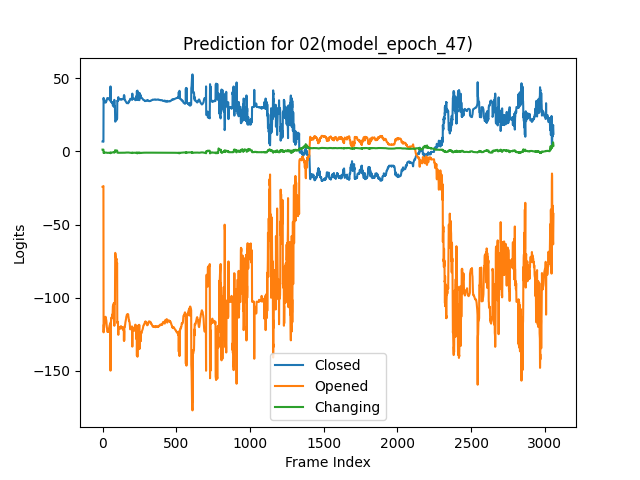 Prediction for 02(model_epoch_47)
Logits
50
0
−50
−100
−150
Closed
Opened
Changing
0 500 1000 1500 2000 2500 3000
Frame Index